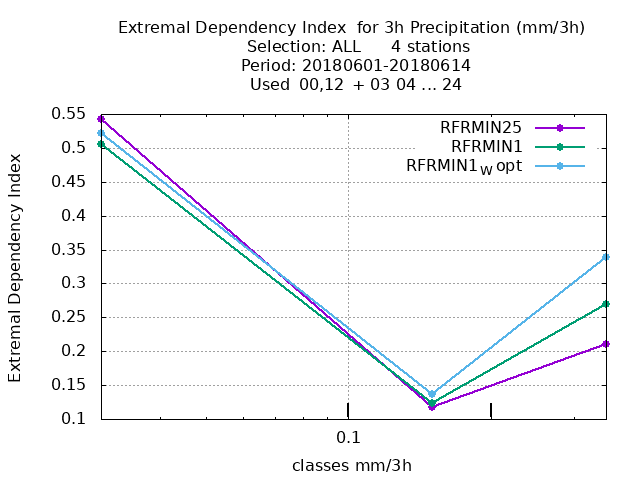 Extremal Dependency Index  for 3h Precipitation (mm/3h)
Selection: ALL      4 stations
Period: 20180601-20180614
Used  00,12  + 03 04 ... 24
RFRMIN25
RFRMIN1
RFRMIN1W opt
0.55
0.5
0.45
0.4
0.35
0.3
0.25
0.2
0.15
0.1
Extremal Dependency Index
0.1
classes mm/3h